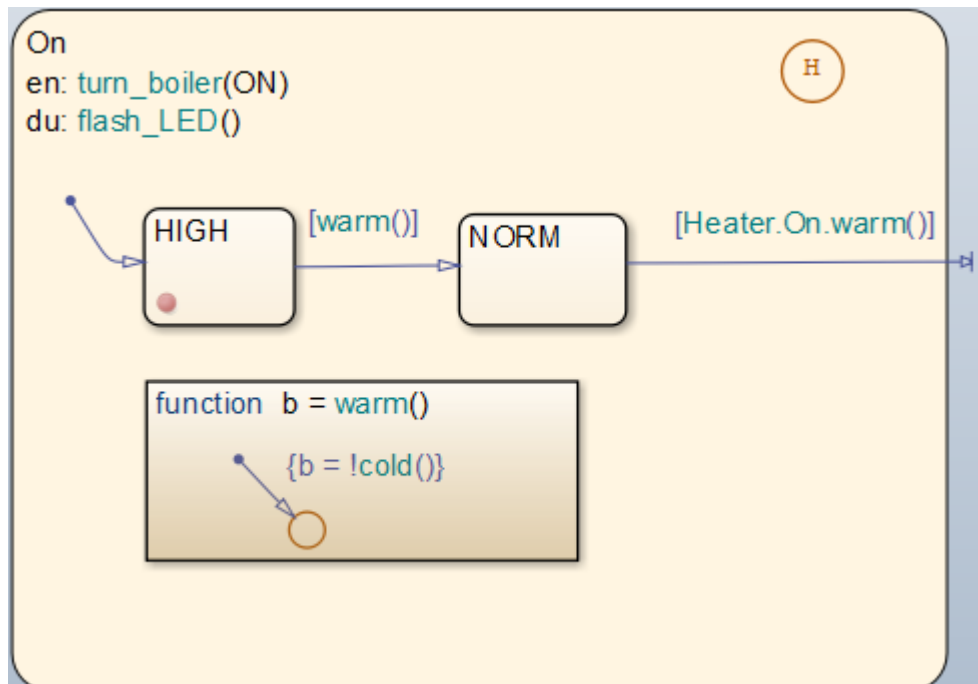 On
en: turn_boiler(ON)
du: flash_LED()
H
HIGH
[warm()]
NORM
[Heater.On.warm()]
function b = warm()
{b = !cold()}